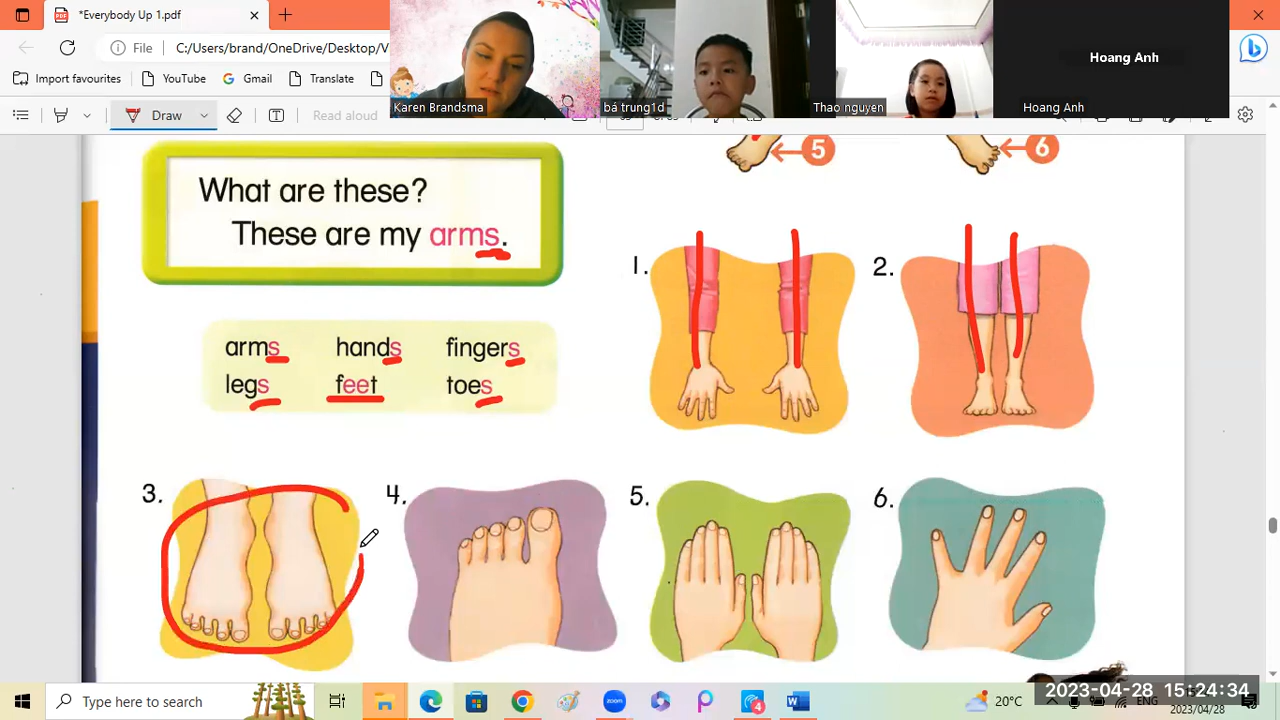 *Everybody Up 1.pdf
File
C:/Users/brend/OneDrive/Desktop/V
Import favourites
YouTube
Gmail
Translate
Draw
Read aloud
Karen Brandsma
bá trung1d
Thao nguyen
Hoang Anh
Hoang Anh
What are these?
These are my arms.
arms hands fingers
legs feet toes
5
6
1.
2.
3.
4.
5.
6.
Type here to search
4
20°C
ENG
2023-04-28 15:24:34
2023/04/28